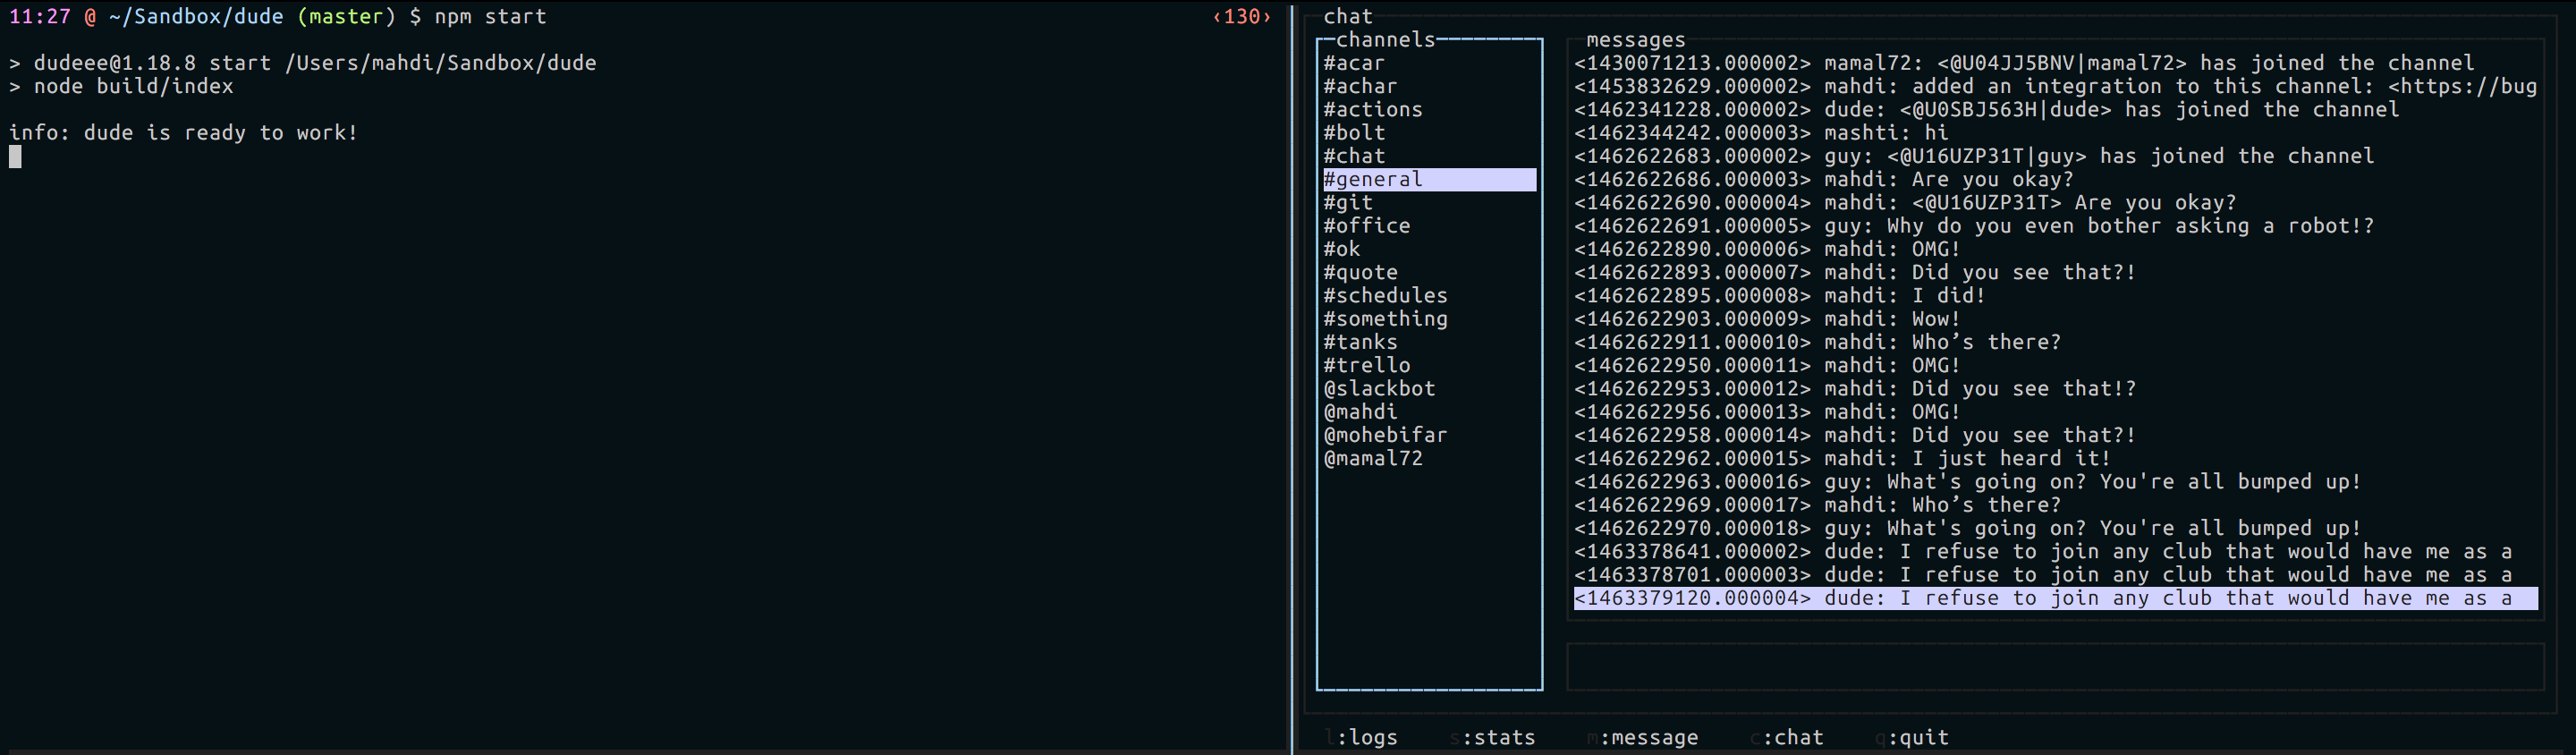 11:27 @ ~/Sandbox/dude (master) $ npm start ‹130›
> dudeee@1.18.8 start /Users/mahdi/Sandbox/dude
> node build/index
info: dude is ready to work!
chat
channels
#acar
#achar
#actions
#bolt
#chat
#general
#git
#office
#ok
#quote
#schedules
#something
#tanks
#trello
@slackbot
@mahdi
@mohebifar
@mamal72
messages
<1430071213.000002> mamal72: <@U04JJ5BNV|mamal72> has joined the channel
<1453832629.000002> mahdi: added an integration to this channel: <https://bug
<1462341228.000002> dude: <@U0SBJ563H|dude> has joined the channel
<1462344242.000003> mashti: hi
<1462622683.000002> guy: <@U16UZP31T|guy> has joined the channel
<1462622686.000003> mahdi: Are you okay?
<1462622690.000004> mahdi: <@U16UZP31T> Are you okay?
<1462622691.000005> guy: Why do you even bother asking a robot!?
<1462622890.000006> mahdi: OMG!
<1462622893.000007> mahdi: Did you see that?!
<1462622895.000008> mahdi: I did!
<1462622903.000009> mahdi: Wow!
<1462622911.000010> mahdi: Who’s there?
<1462622950.000011> mahdi: OMG!
<1462622953.000012> mahdi: Did you see that!?
<1462622956.000013> mahdi: OMG!
<1462622958.000014> mahdi: Did you see that?!
<1462622962.000015> mahdi: I just heard it!
<1462622963.000016> guy: What's going on? You're all bumped up!
<1462622969.000017> mahdi: Who’s there?
<1462622970.000018> guy: What's going on? You're all bumped up!
<1463378641.000002> dude: I refuse to join any club that would have me as a
<1463378701.000003> dude: I refuse to join any club that would have me as a
<1463379120.000004> dude: I refuse to join any club that would have me as a
l:logs s:stats m:message c:chat q:quit